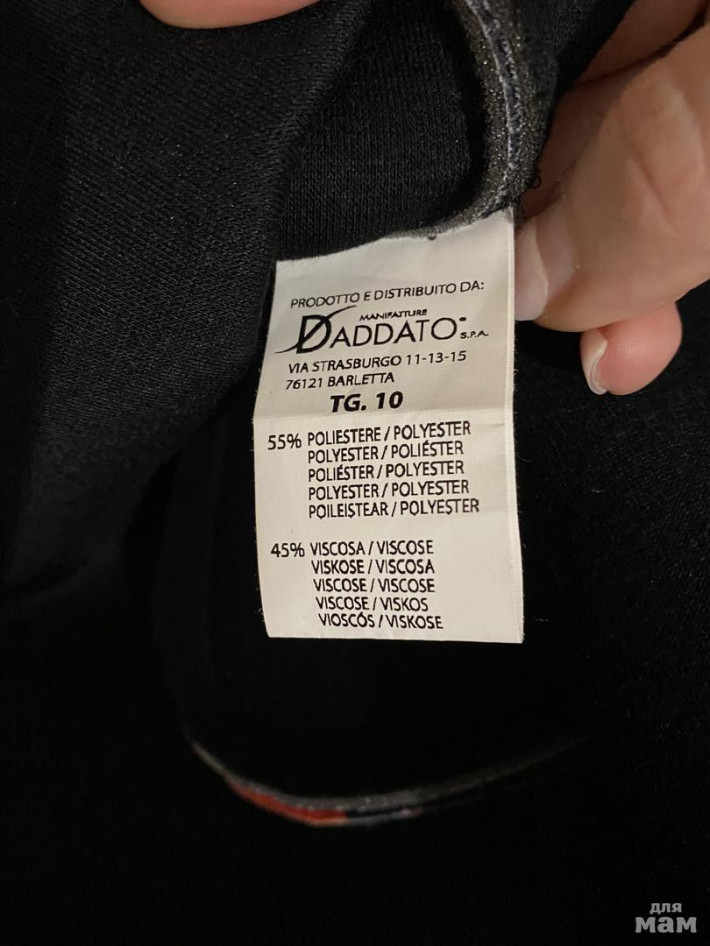 PRODOTTO E DISTRIBUITO DA:
MANIFATTURE
DADDATO S.P.A.
VIA STRASBURGO 11-13-15
76121 BARLETTA
TG. 10
55% POLIESTERE / POLYESTER
POLYESTER / POLIÉSTER
POLIÉSTER / POLYESTER
POLYESTER / POLYESTER
POILEISTEAR / POLYESTER
45% VISCOSA / VISCOSE
VISKOSE / VISCOSA
VISCOSE / VISCOSE
VISCOSE / VISKOS
VIOSCÓS / VISKOSE
для
мам